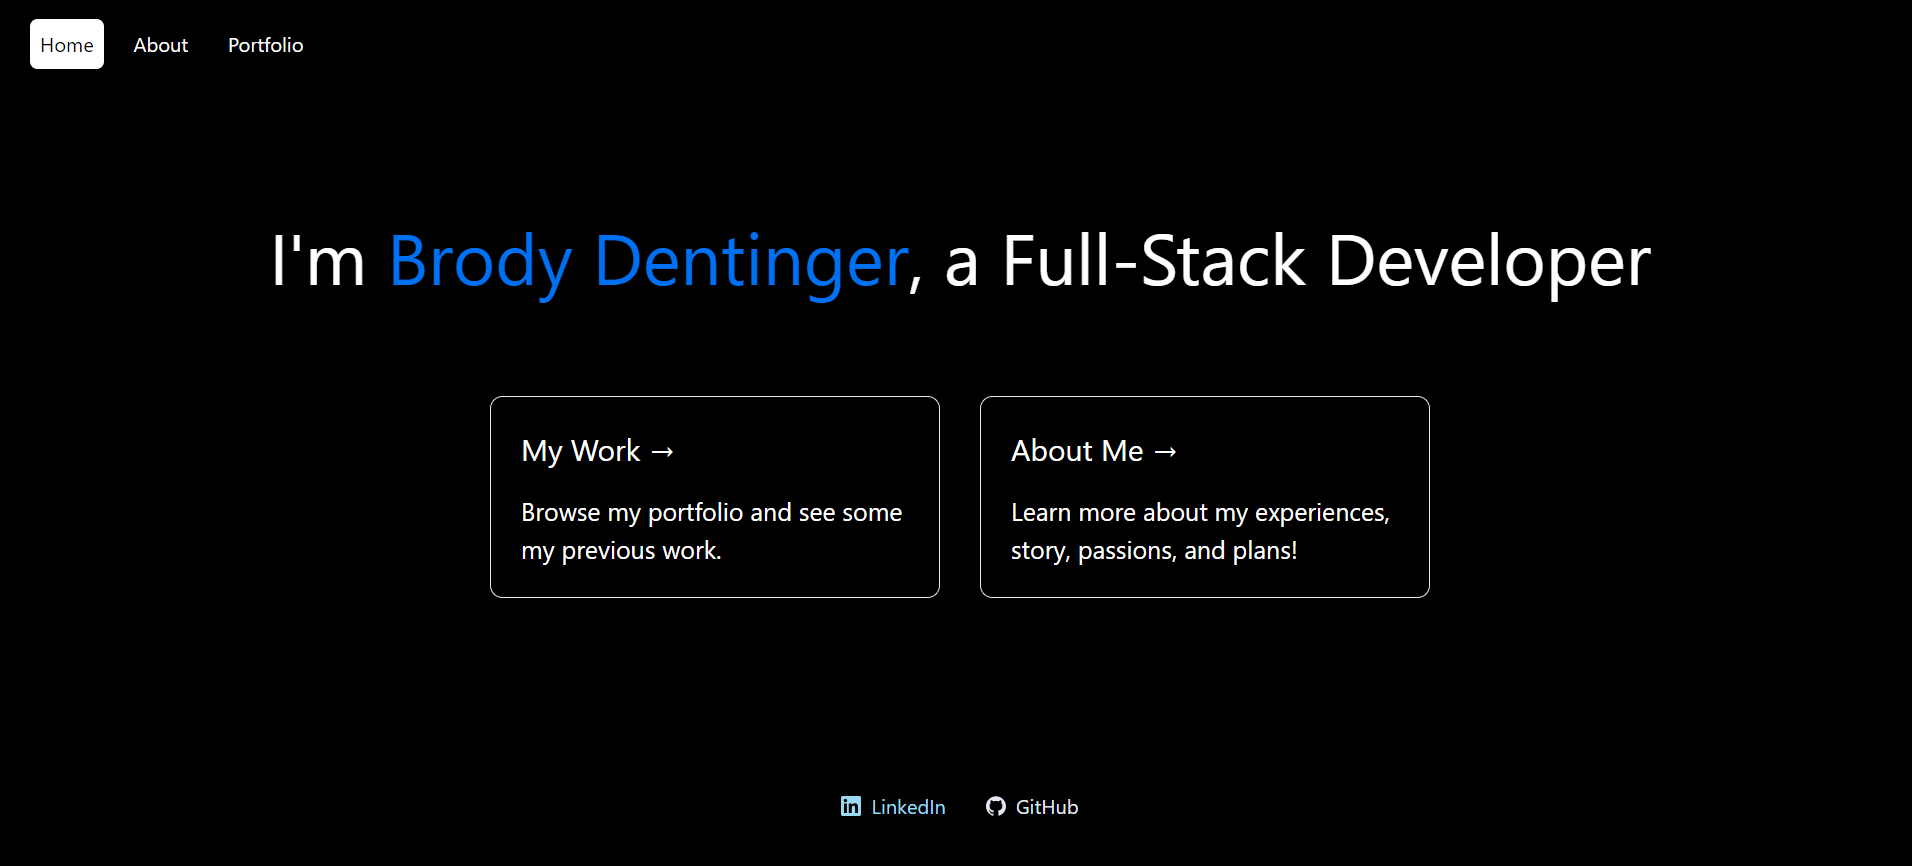 Home About Portfolio
I'm Brody Dentinger, a Full-Stack Developer
My Work →
Browse my portfolio and see some
my previous work.
About Me →
Learn more about my experiences,
story, passions, and plans!
LinkedIn GitHub